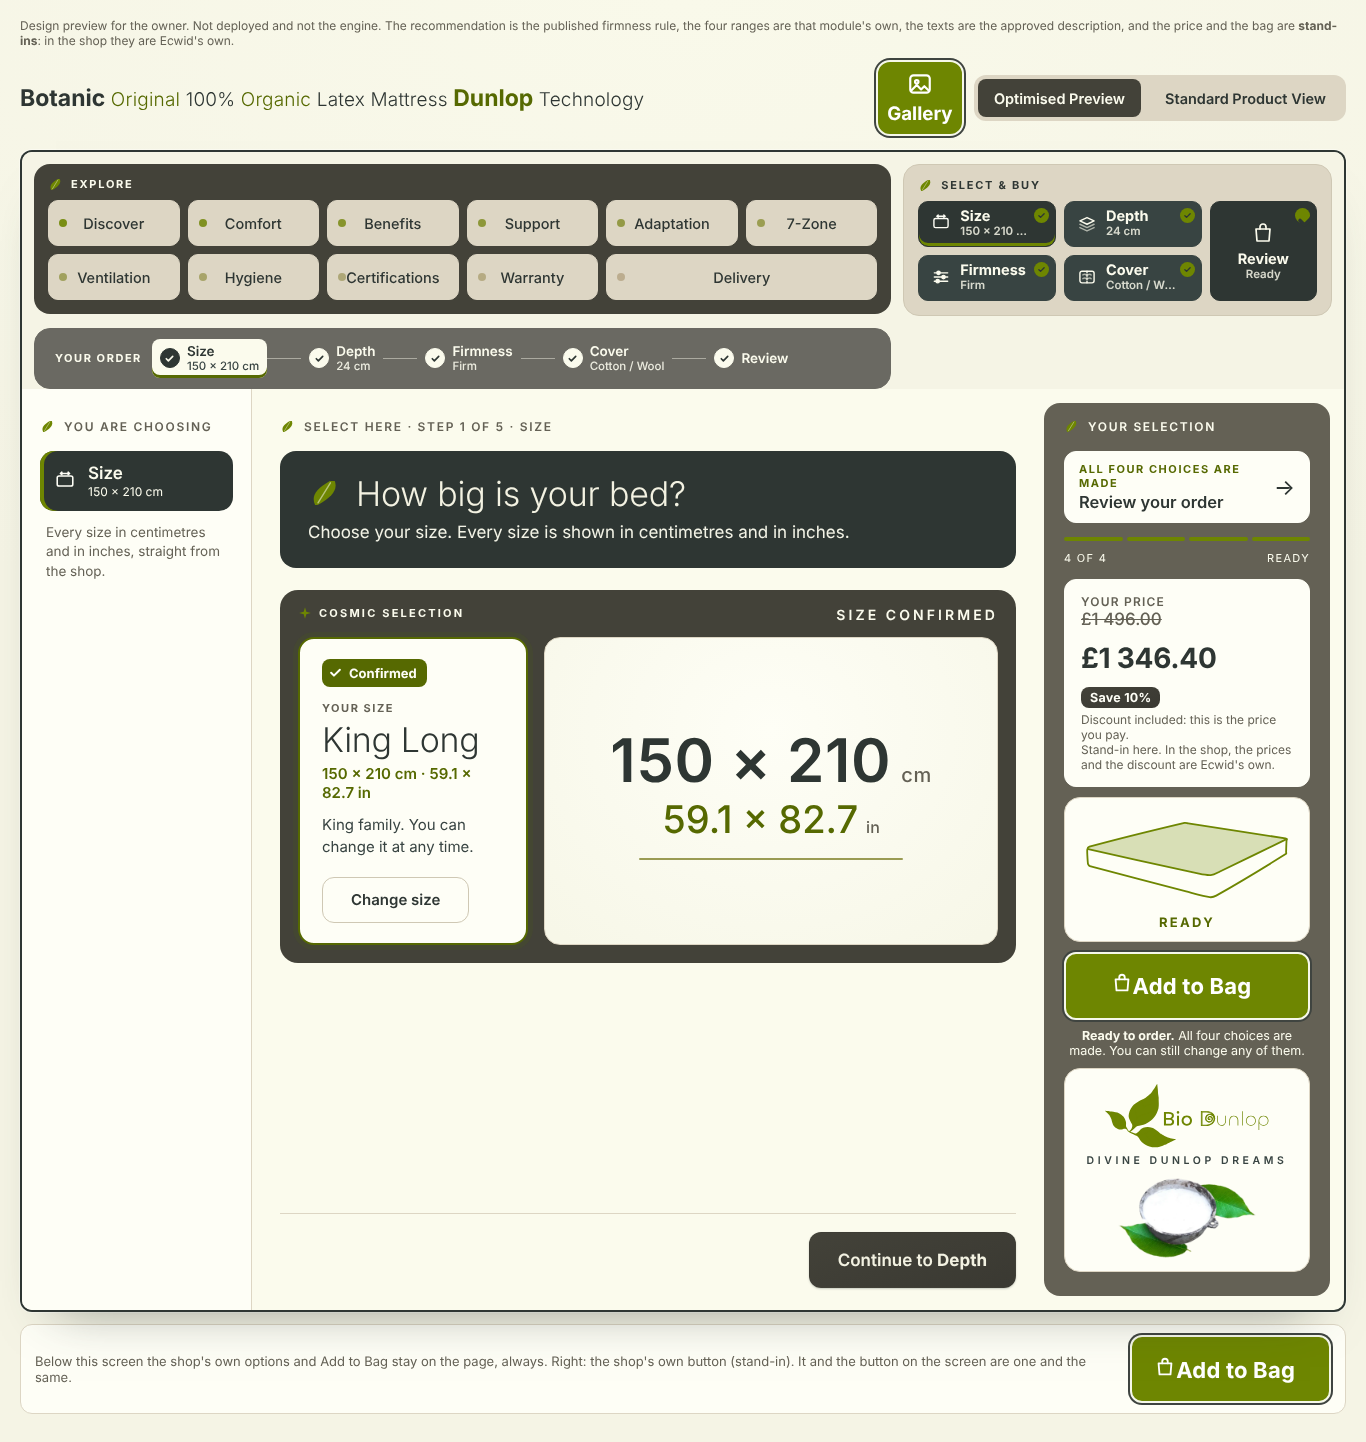 Design preview for the owner. Not deployed and not the engine. The recommendation is the published firmness rule, the four ranges are that module's own, the texts are the approved description, and the price and the bag are stand-
ins: in the shop they are Ecwid's own.
Botanic Original 100% Organic Latex Mattress Dunlop Technology
Gallery
Optimised Preview
Standard Product View
EXPLORE
Discover
Comfort
Benefits
Support
Adaptation
7-Zone
Ventilation
Hygiene
Certifications
Warranty
Delivery
SELECT & BUY
Size
150 × 210 ...
Depth
24 cm
Firmness
Firm
Cover
Cotton / W...
Review
Ready
YOUR ORDER
Size
150 × 210 cm
Depth
24 cm
Firmness
Firm
Cover
Cotton / Wool
Review
YOU ARE CHOOSING
Size
150 × 210 cm
Every size in centimetres
and in inches, straight from
the shop.
SELECT HERE · STEP 1 OF 5 · SIZE
How big is your bed?
Choose your size. Every size is shown in centimetres and in inches.
COSMIC SELECTION
SIZE CONFIRMED
Confirmed
YOUR SIZE
King Long
150 × 210 cm · 59.1 ×
82.7 in
King family. You can
change it at any time.
Change size
150 × 210 cm
59.1 × 82.7 in
Continue to Depth
YOUR SELECTION
ALL FOUR CHOICES ARE
MADE
Review your order
4 OF 4
READY
YOUR PRICE
£1 496.00
£1 346.40
Save 10%
Discount included: this is the price
you pay.
Stand-in here. In the shop, the prices
and the discount are Ecwid's own.
READY
Add to Bag
Ready to order. All four choices are
made. You can still change any of them.
Bio Dunlop
DIVINE DUNLOP DREAMS
Below this screen the shop's own options and Add to Bag stay on the page, always. Right: the shop's own button (stand-in). It and the button on the screen are one and the
same.
Add to Bag